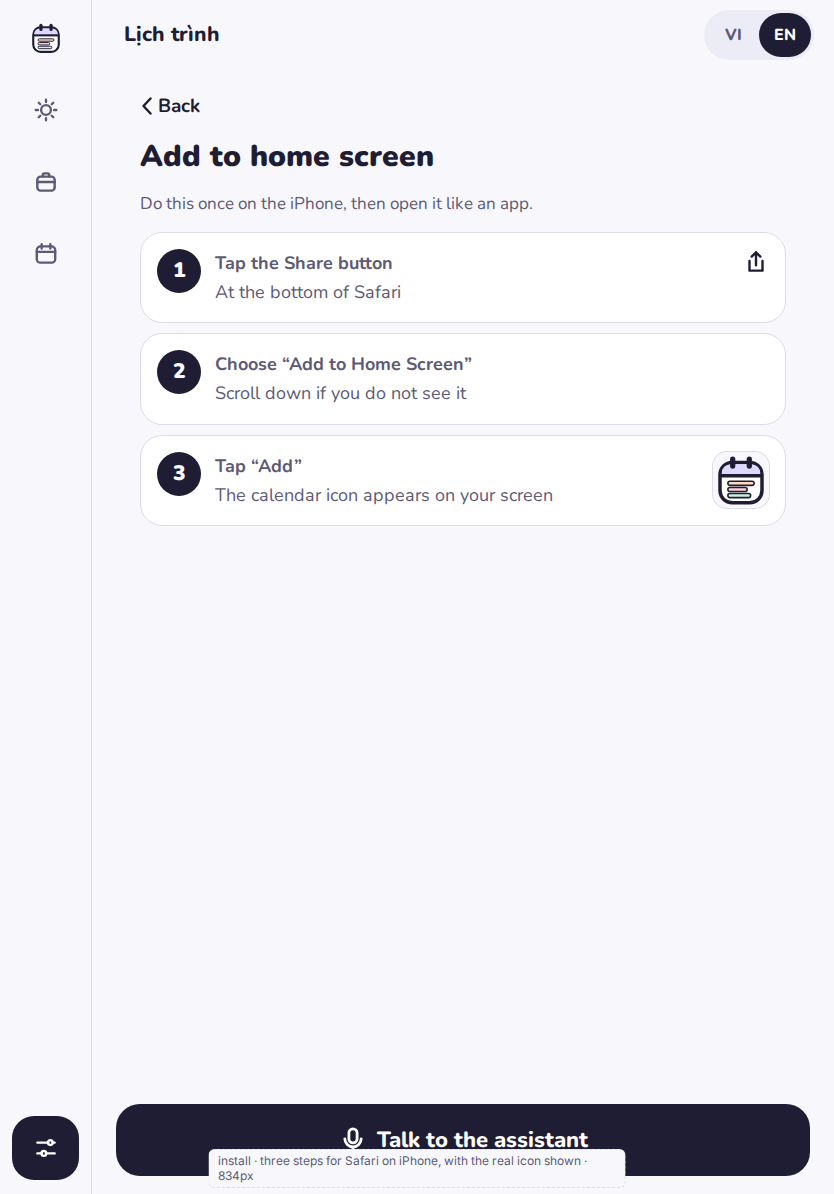 Lịch trình
VI
EN
Back
Add to home screen
Do this once on the iPhone, then open it like an app.
1
Tap the Share button
At the bottom of Safari
2
Choose “Add to Home Screen”
Scroll down if you do not see it
3
Tap “Add”
The calendar icon appears on your screen
Talk to the assistant
install · three steps for Safari on iPhone, with the real icon shown ·
834px